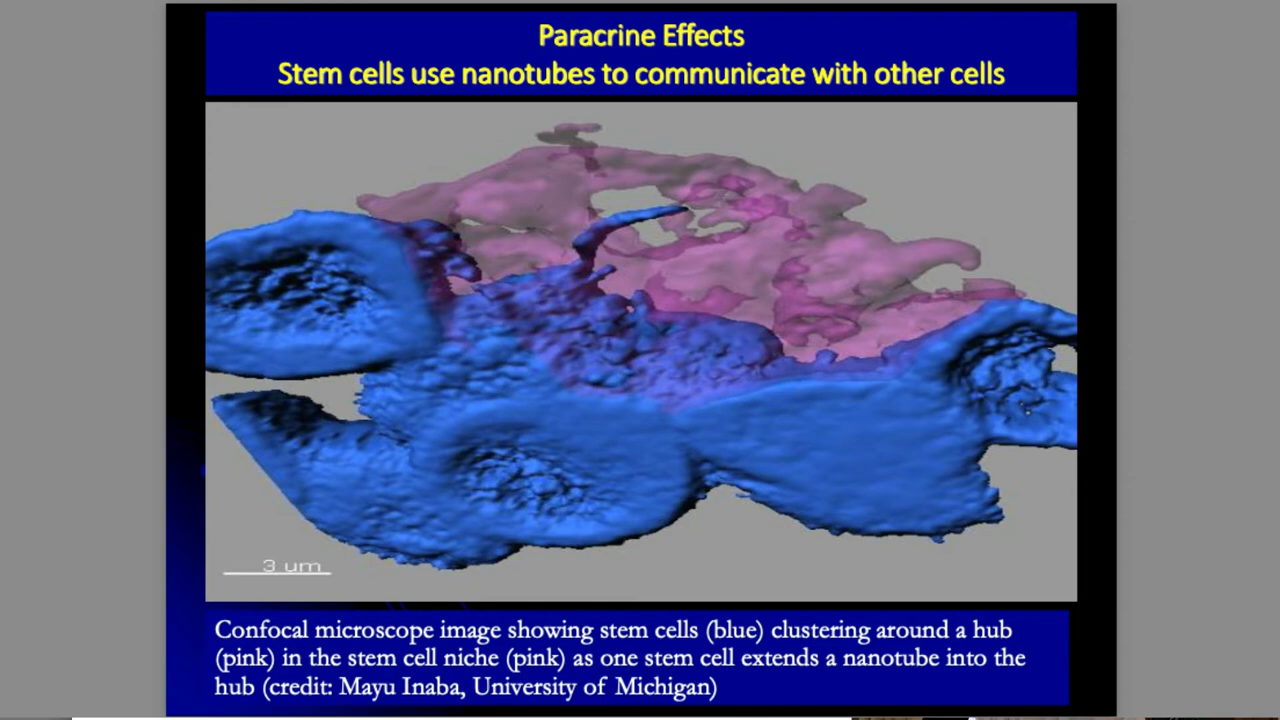 Paracrine Effects
Stem cells use nanotubes to communicate with other cells
3 um
Confocal microscope image showing stem cells (blue) clustering around a hub
(pink) in the stem cell niche (pink) as one stem cell extends a nanotube into the
hub (credit: Mayu Inaba, University of Michigan)